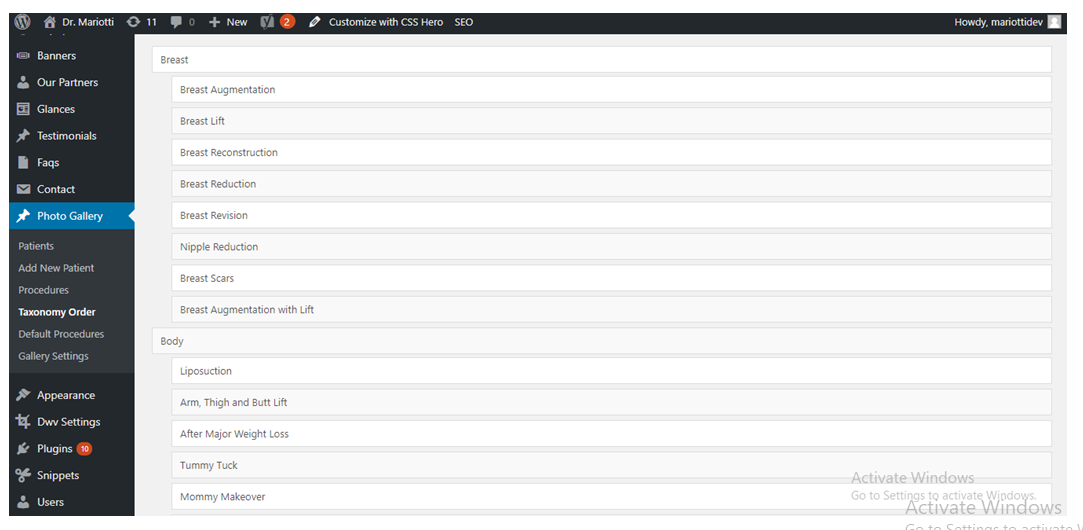 Dr. Mariotti 11 0 New 2 Customize with CSS Hero SEO Howdy, mariottidev
Banners
Our Partners
Glances
Testimonials
Faqs
Contact
Photo Gallery
Patients
Add New Patient
Procedures
Taxonomy Order
Default Procedures
Gallery Settings
Appearance
Dwv Settings
Plugins 10
Snippets
Users
Breast
Breast Augmentation
Breast Lift
Breast Reconstruction
Breast Reduction
Breast Revision
Nipple Reduction
Breast Scars
Breast Augmentation with Lift
Body
Liposuction
Arm, Thigh and Butt Lift
After Major Weight Loss
Tummy Tuck
Mommy Makeover
Activate Windows
Go to Settings to activate Windows.
Activate Windows
Go to Settings to activate